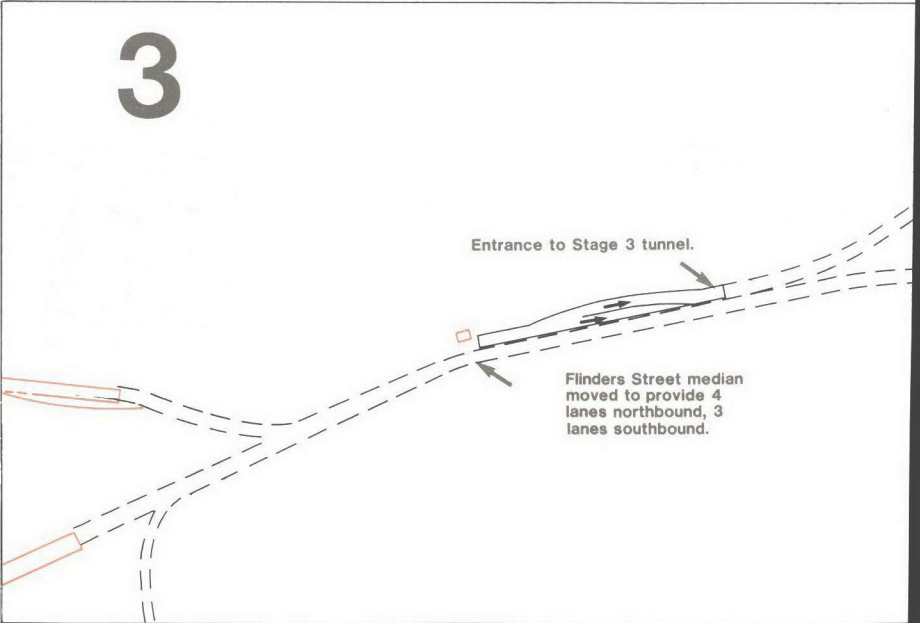 3
Entrance to Stage 3 tunnel.
Flinders Street median
moved to provide 4
lanes northbound, 3
lanes southbound.